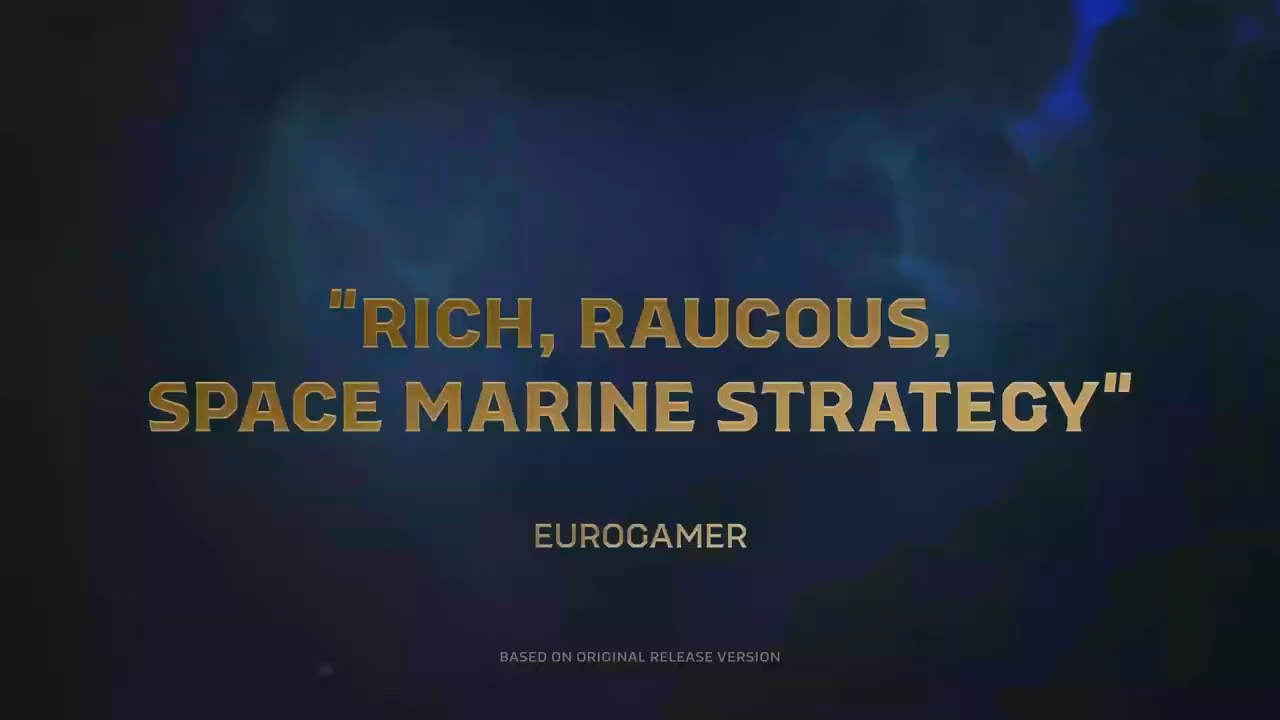 "RICH, RAUCOUS,
SPACE MARINE STRATEGY"
EUROGAMER
BASED ON ORIGINAL RELEASE VERSION